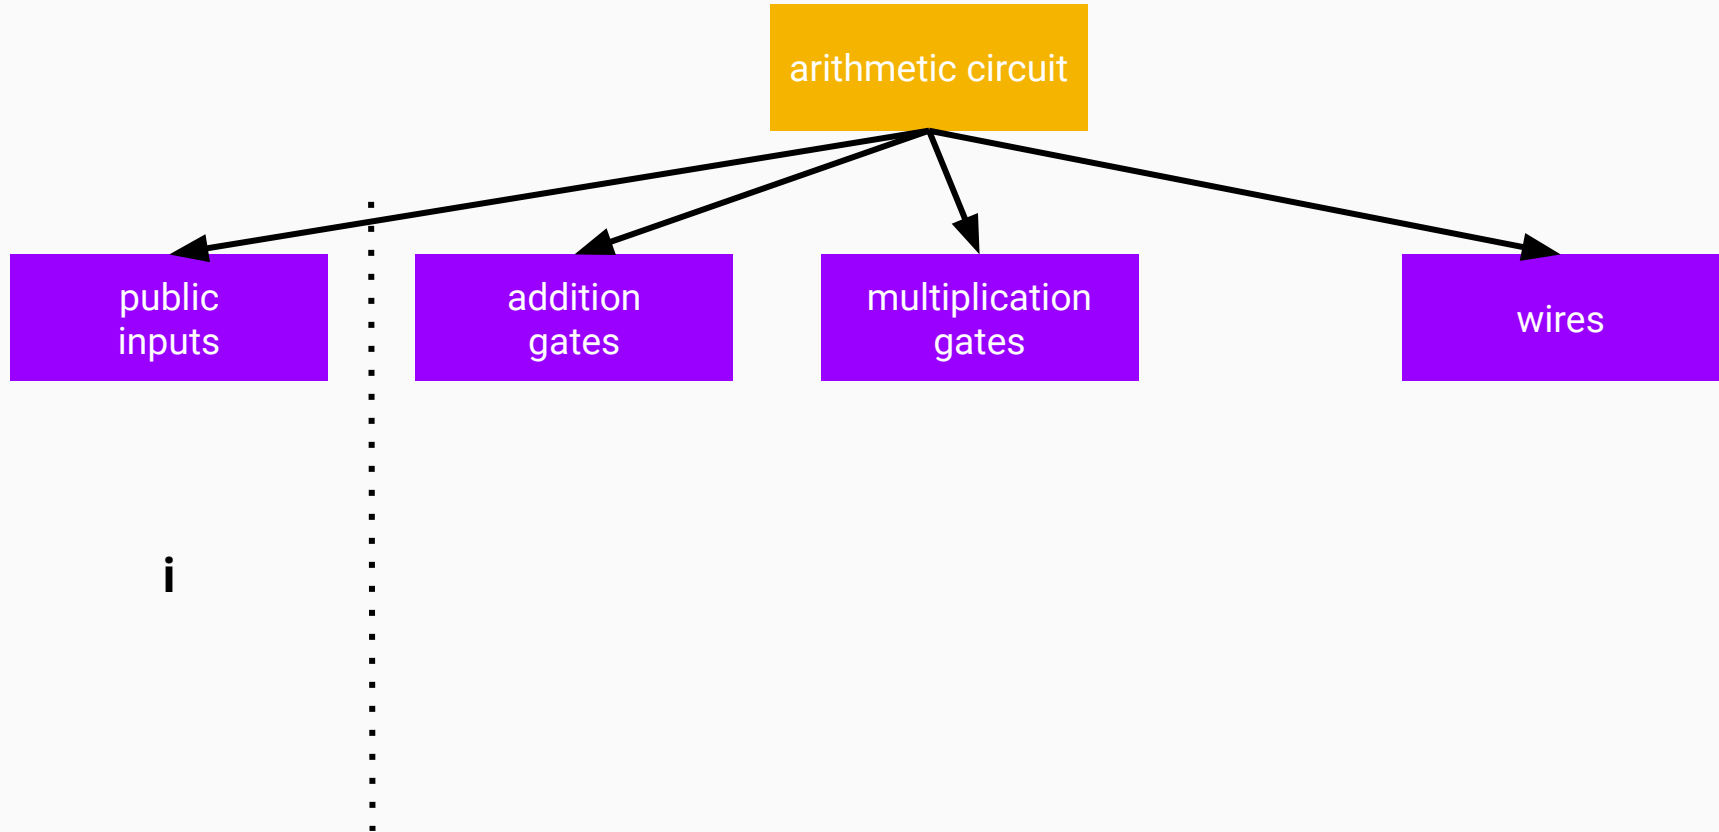 arithmetic circuit
public
inputs
addition
gates
multiplication
gates
wires
i